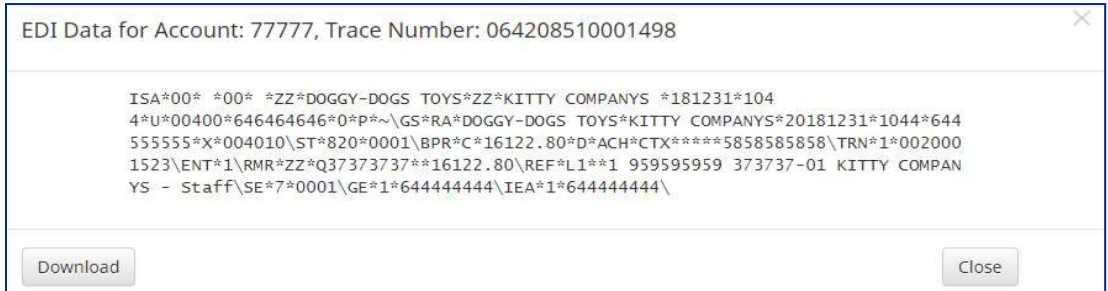 EDI Data for Account: 77777, Trace Number: 064208510001498
ISA*00* *00* *ZZ*DOGGY-DOGS TOYS*ZZ*KITTY COMPANYS *181231*104
4*U*00400*646464646*0*P*~\GS*RA*DOGGY-DOGS TOYS*KITTY COMPANYS*20181231*1044*644
555555*X*004010\ST*820*0001\BPR*C*16122.80*D*ACH*CTX*****5858585858\TRN*1*002000
1523\ENT*1\RMR*ZZ*Q37373737**16122.80\REF*L1**1 959595959 373737-01 KITTY COMPAN
YS - Staff\SE*7*0001\GE*1*644444444\IEA*1*644444444\
Download
Close